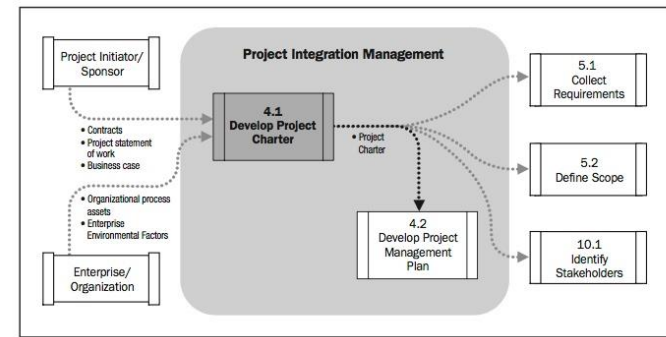 Project Initiator/
Sponsor
Project Integration Management
4.1
Develop Project
Charter
5.1
Collect
Requirements
• Contracts
• Project statement
of work
• Business case
• Project
Charter
5.2
Define Scope
• Organizational process
assets
• Enterprise
Environmental Factors
4.2
Develop Project
Management
Plan
Enterprise/
Organization
10.1
Identify
Stakeholders